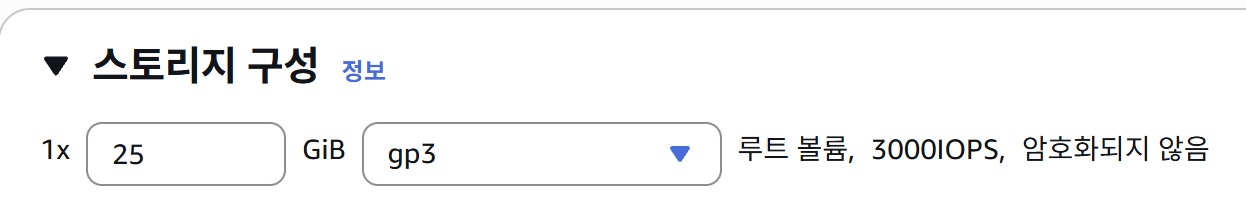 스토리지 구성 정보
1x 25 GiB gp3 루트 볼륨, 3000IOPS, 암호화되지 않음